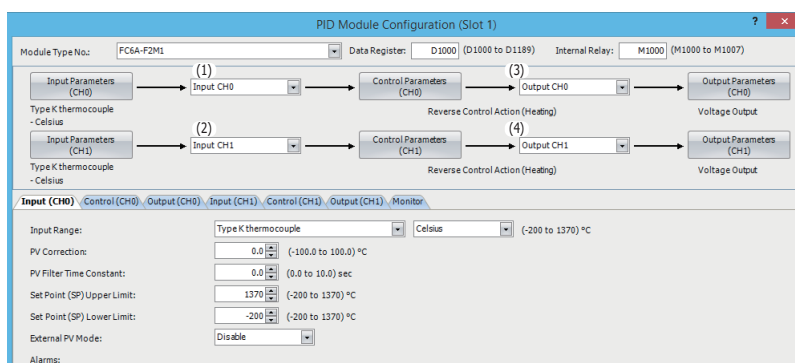 PID Module Configuration (Slot 1) ? ×
Module Type No.: FC6A-F2M1 Data Register: D1000 (D1000 to D1189) Internal Relay: M1000 (M1000 to M1007)
(1) (3)
Input Parameters (CH0) Input CH0 Control Parameters (CH0) Output CH0 Output Parameters (CH0)
Type K thermocouple - Celsius Reverse Control Action (Heating) Voltage Output
(2) (4)
Input Parameters (CH1) Input CH1 Control Parameters (CH1) Output CH1 Output Parameters (CH1)
Type K thermocouple - Celsius Reverse Control Action (Heating) Voltage Output
Input (CH0) Control (CH0) Output (CH0) Input (CH1) Control (CH1) Output (CH1) Monitor
Input Range: Type K thermocouple Celsius (-200 to 1370) °C
PV Correction: 0.0 (-100.0 to 100.0) °C
PV Filter Time Constant: 0.0 (0.0 to 10.0) sec
Set Point (SP) Upper Limit: 1370 (-200 to 1370) °C
Set Point (SP) Lower Limit: -200 (-200 to 1370) °C
External PV Mode: Disable
Alarms: